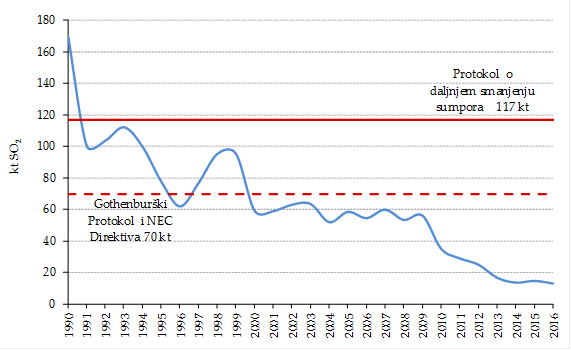 180
160
140
120
100
80
60
40
20
0
kt SO₂
Protokol o
daljnjem smanjenju
sumpora 117 kt
Gothenburški
Protokol i NEC
Direktiva 70 kt
1990 1991 1992 1993 1994 1995 1996 1997 1998 1999 2000 2001 2002 2003 2004 2005 2006 2007 2008 2009 2010 2011 2012 2013 2014 2015 2016